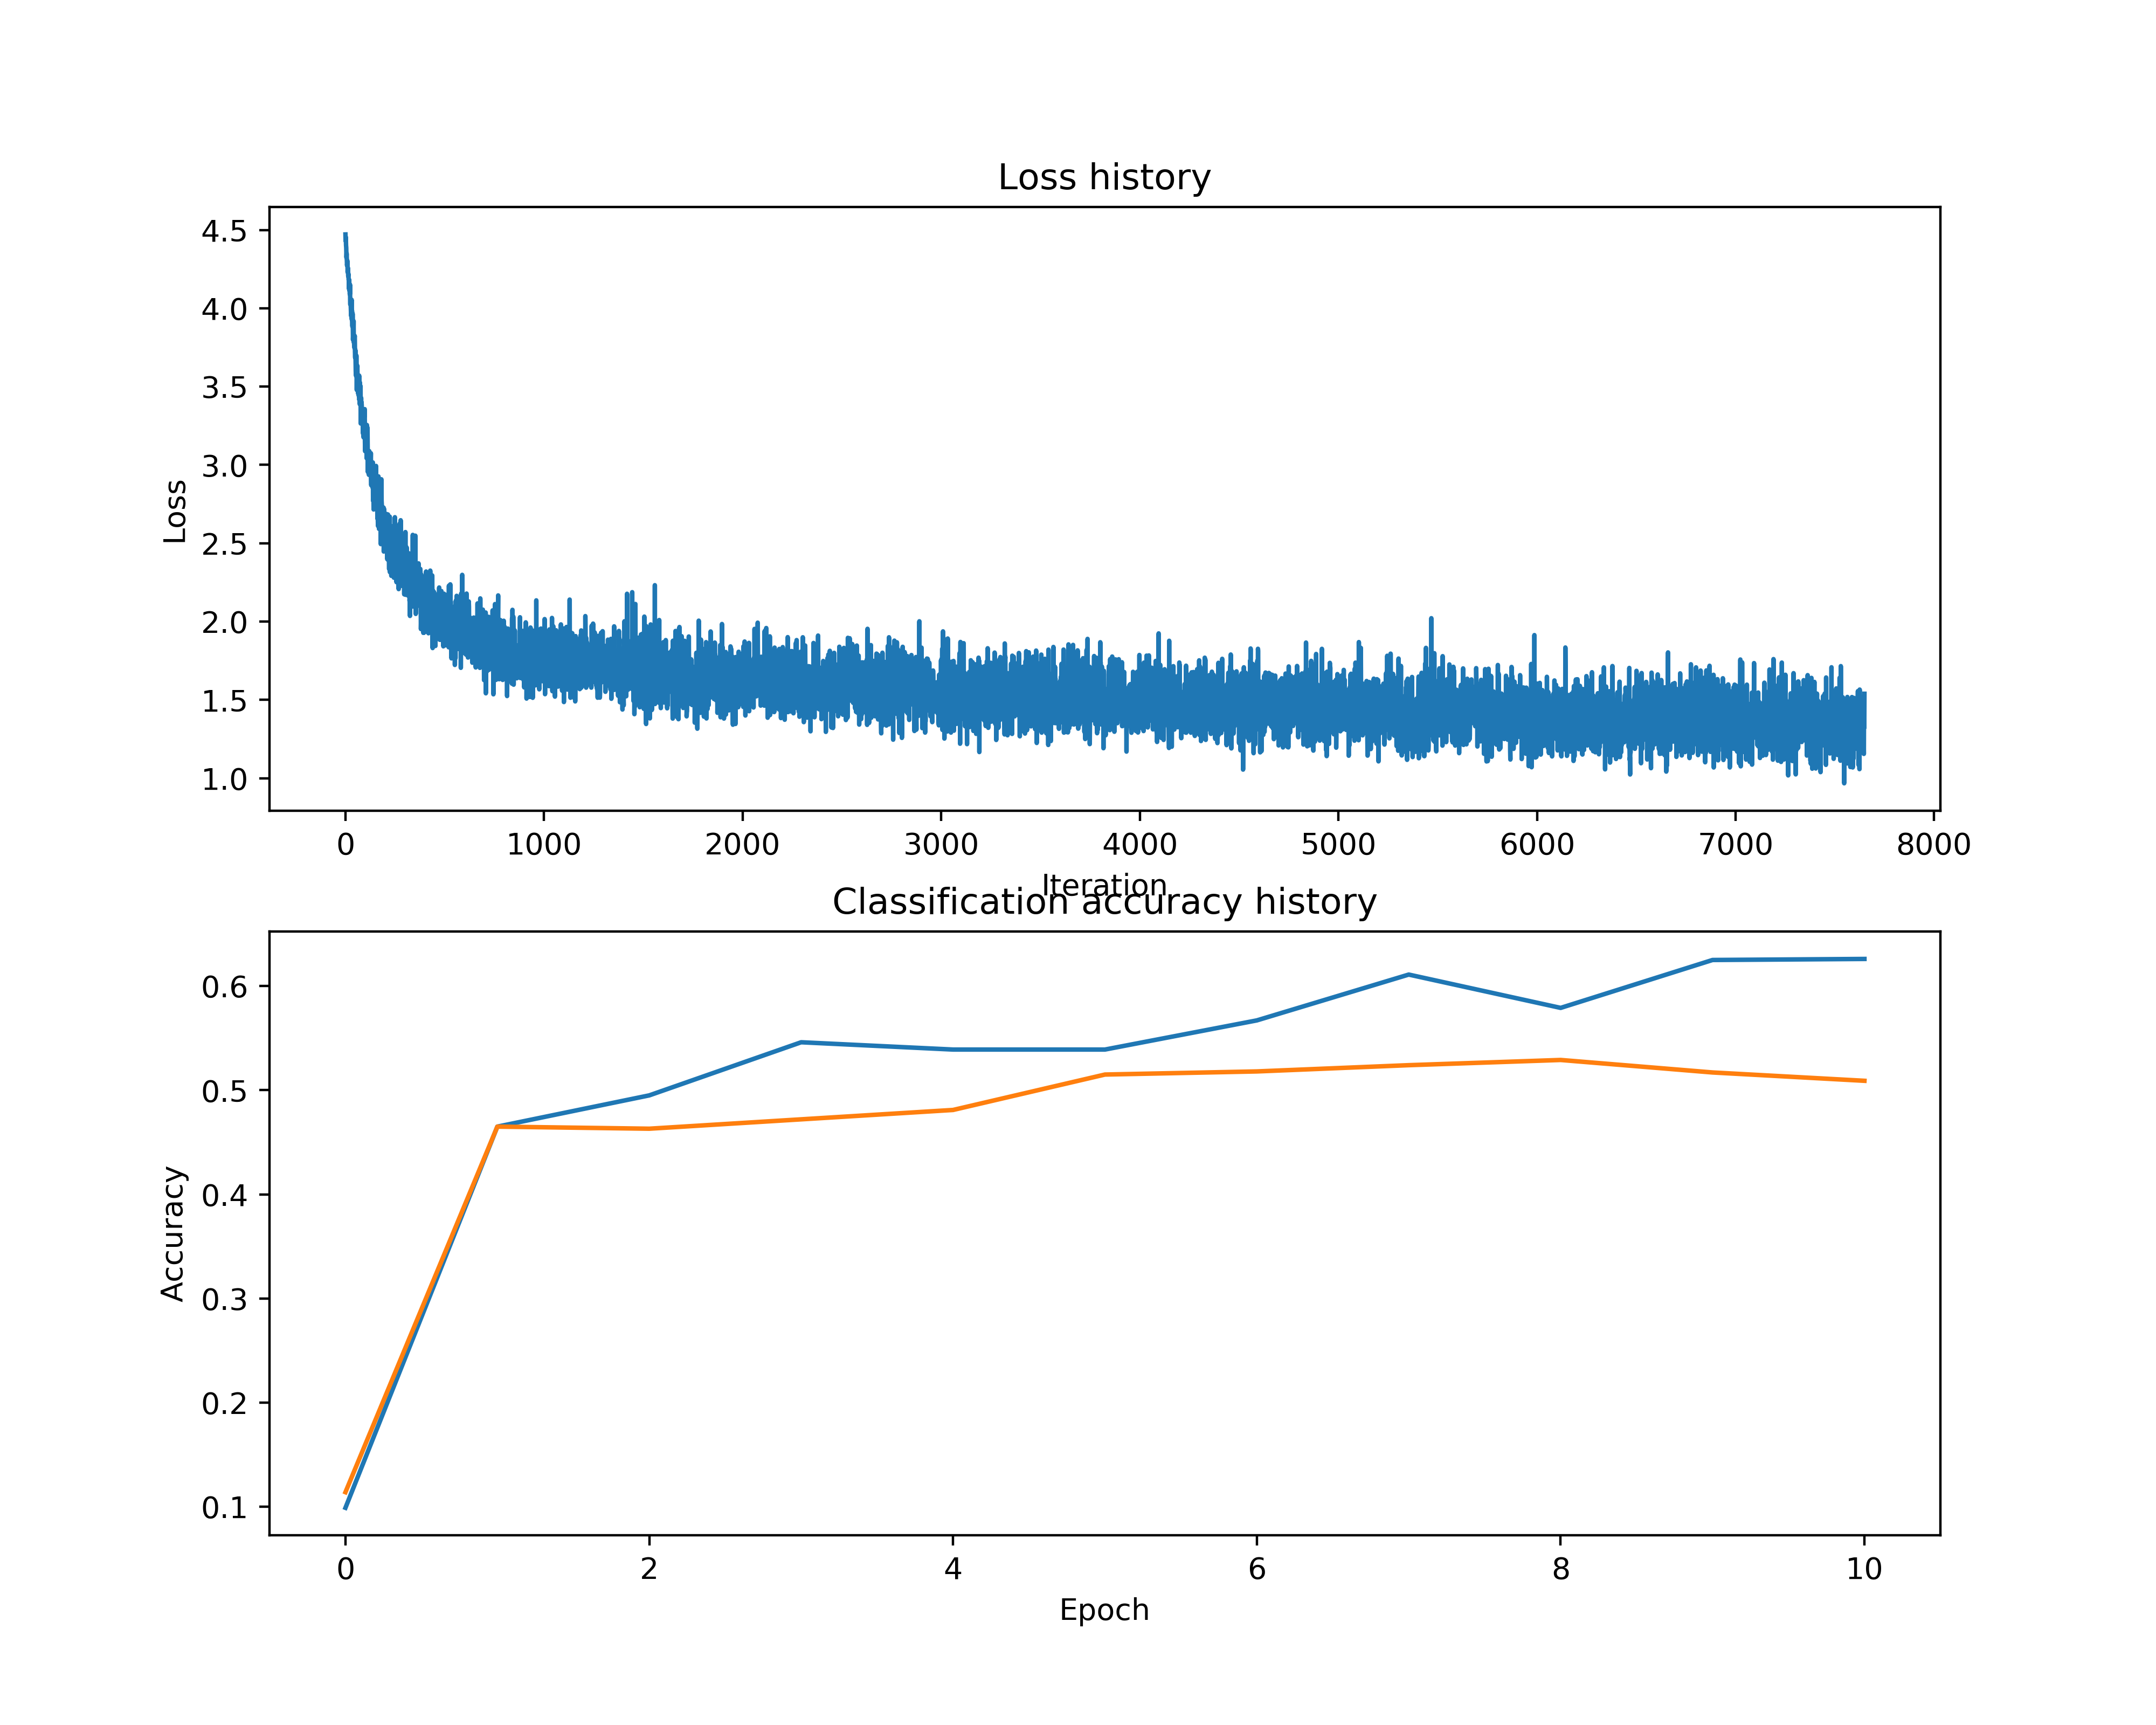 Loss history
4.5
4.0
3.5
3.0
2.5
2.0
1.5
1.0
Loss
0 1000 2000 3000 4000 5000 6000 7000 8000
Iteration
Classification accuracy history
0.6
0.5
0.4
0.3
0.2
0.1
Accuracy
0 2 4 6 8 10
Epoch